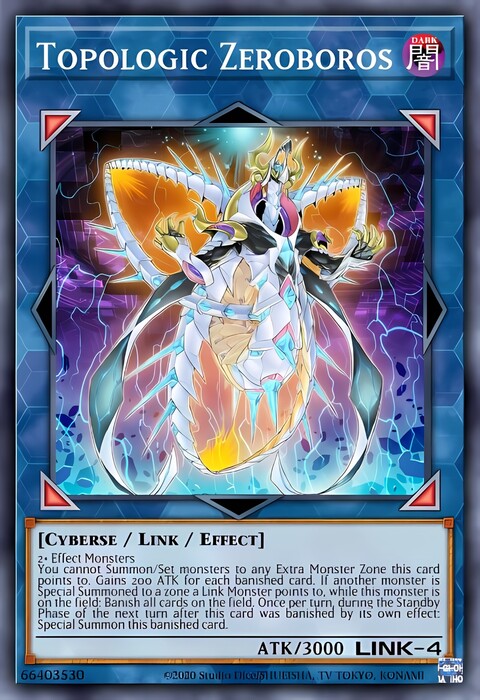 TOPOLOGIC ZEROBOROS
DARK
闇
[CYBERSE / LINK / EFFECT]
2+ Effect Monsters
You cannot Summon/Set monsters to any Extra Monster Zone this card
points to. Gains 200 ATK for each banished card. If another monster is
Special Summoned to a zone a Link Monster points to, while this monster is
on the field: Banish all cards on the field. Once per turn, during the Standby
Phase of the next turn after this card was banished by its own effect:
Special Summon this banished card.
ATK/3000 LINK-4
66403530 ©2020 Studio Dice/SHUEISHA, TV TOKYO, KONAMI